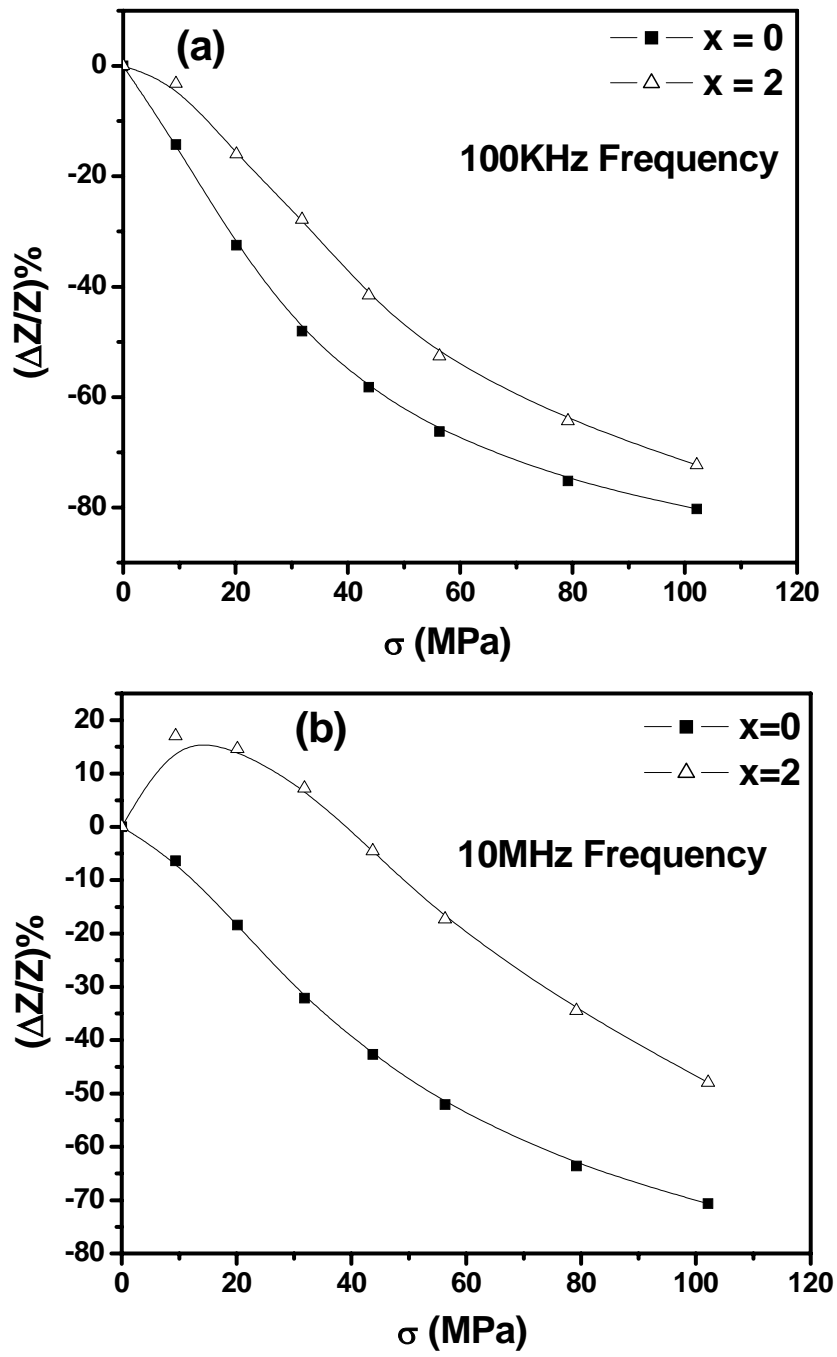 (a)
x = 0
x = 2
100KHz Frequency
(ΔZ/Z)%
0
-20
-40
-60
-80
0 20 40 60 80 100 120
σ (MPa)
(b)
x=0
x=2
10MHz Frequency
(ΔZ/Z)%
20
10
0
-10
-20
-30
-40
-50
-60
-70
-80
0 20 40 60 80 100 120
σ (MPa)